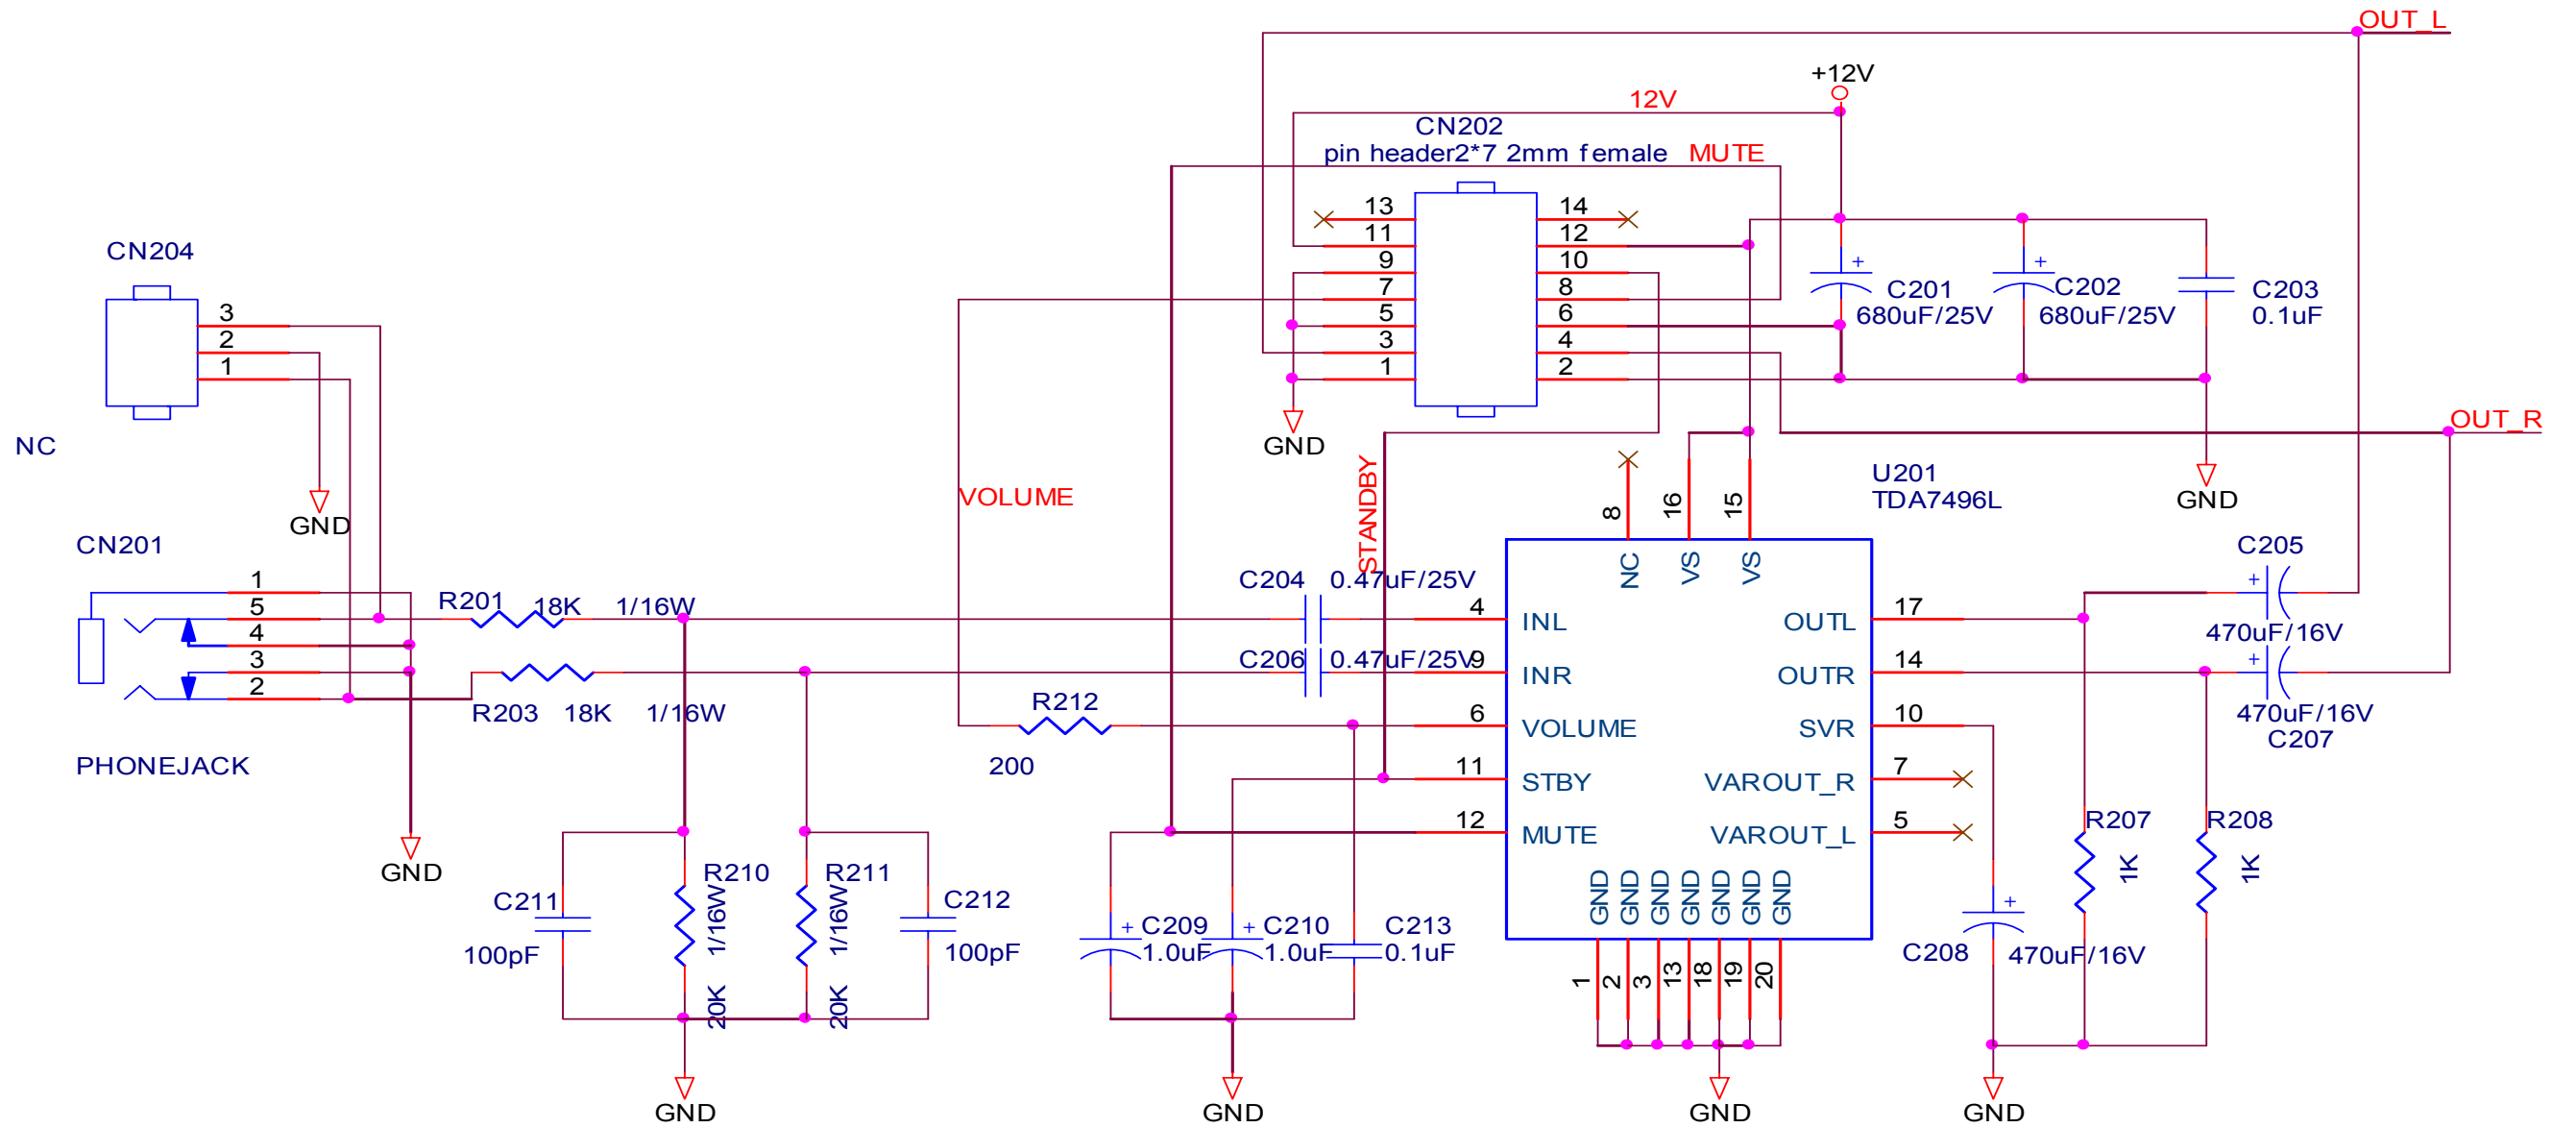 OUT_L
+12V
12V
CN202
pin header2*7 2mm female
MUTE
13
14
11
12
9
10
7
8
5
6
3
4
1
2
C201
680uF/25V
C202
680uF/25V
C203
0.1uF
GND
GND
OUT_R
CN204
3
2
1
NC
GND
CN201
1
5
4
3
2
PHONEJACK
GND
R201
18K
1/16W
R203
18K
1/16W
VOLUME
STANDBY
C204
0.47uF/25V
C206
0.47uF/25V
R212
200
U201
TDA7496L
8
16
15
NC
VS
VS
4
INL
9
INR
6
VOLUME
11
STBY
12
MUTE
OUTL
17
OUTR
14
SVR
10
VAROUT_R
7
VAROUT_L
5
GND
GND
GND
GND
GND
GND
GND
1
2
3
13
18
19
20
GND
C205
470uF/16V
470uF/16V
C207
R207
1K
R208
1K
C208
470uF/16V
GND
C211
100pF
R210
1/16W
20K
R211
1/16W
20K
C212
100pF
GND
C209
1.0uF
C210
1.0uF
C213
0.1uF
GND